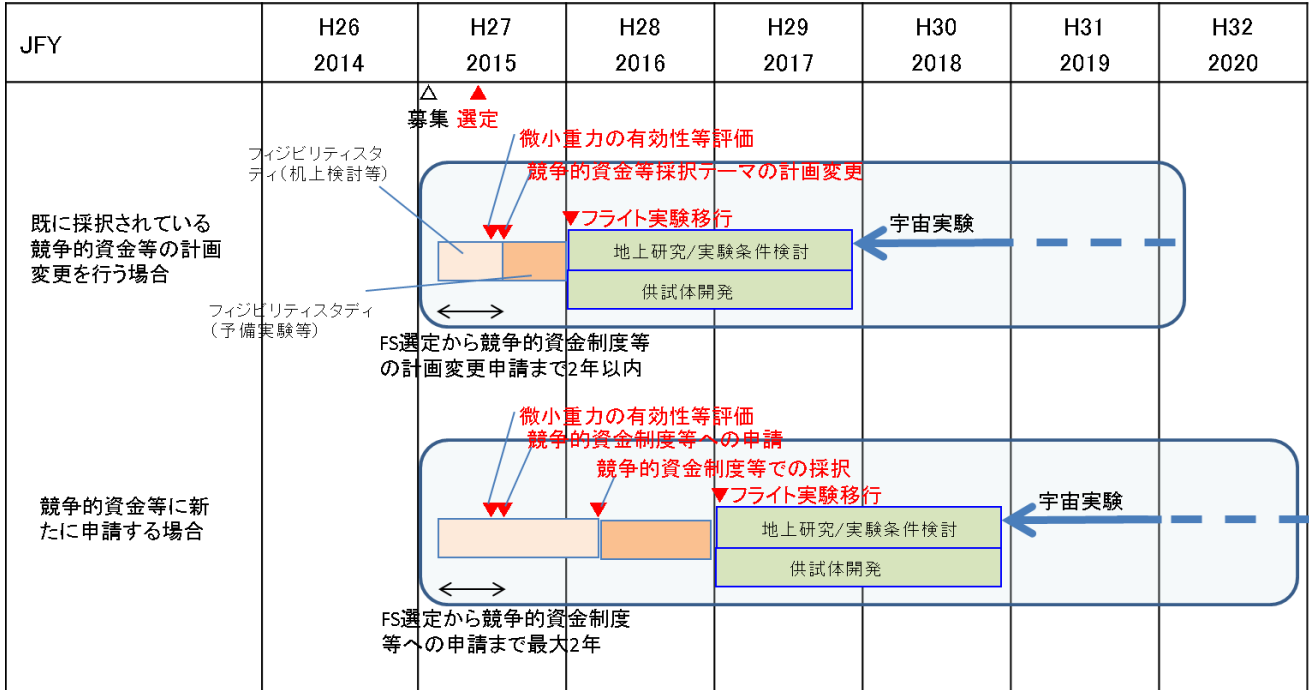 JFY
H26
2014
H27
2015
H28
2016
H29
2017
H30
2018
H31
2019
H32
2020
募集 選定
微小重力の有効性等評価
フィジビリティスタ
ディ(机上検討等)
競争的資金等採択テーマの計画変更
既に採択されている
競争的資金等の計画
変更を行う場合
フライト実験移行
宇宙実験
地上研究/実験条件検討
供試体開発
フィジビリティスタディ
(予備実験等)
FS選定から競争的資金制度等
の計画変更申請まで2年以内
微小重力の有効性等評価
競争的資金制度等への申請
競争的資金制度等での採択
競争的資金等に新
たに申請する場合
フライト実験移行
宇宙実験
地上研究/実験条件検討
供試体開発
FS選定から競争的資金制度
等への申請まで最大2年